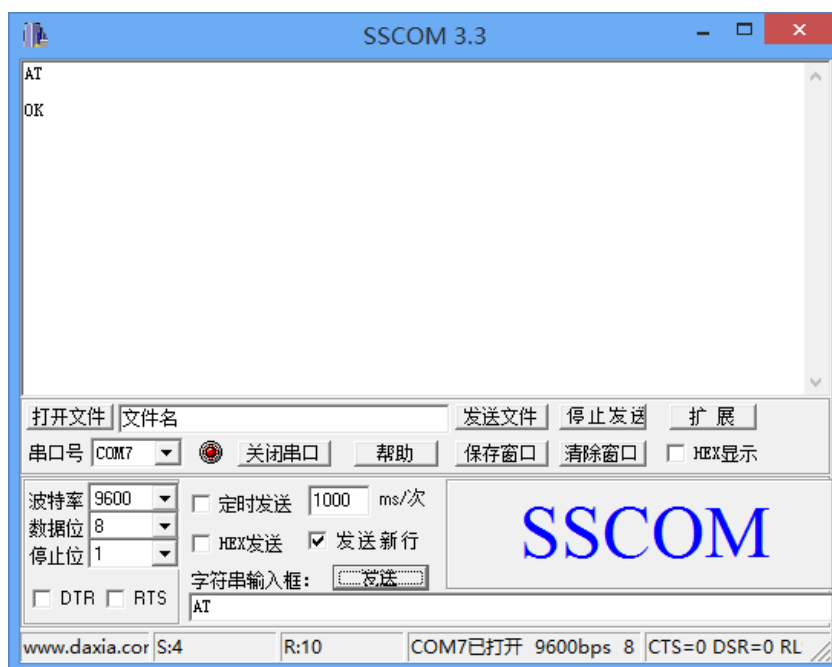 SSCOM 3.3
AT
OK
打开文件 文件名 发送文件 停止发送 扩 展
串口号 COM7 关闭串口 帮助 保存窗口 清除窗口 HEX显示
波特率 9600 定时发送 1000 ms/次
数据位 8
HEX发送 发送新行
停止位 1
SSCOM
字符串输入框： 发送
DTR RTS
AT
www.daxia.cor S:4 R:10 COM7已打开 9600bps 8 CTS=0 DSR=0 RL